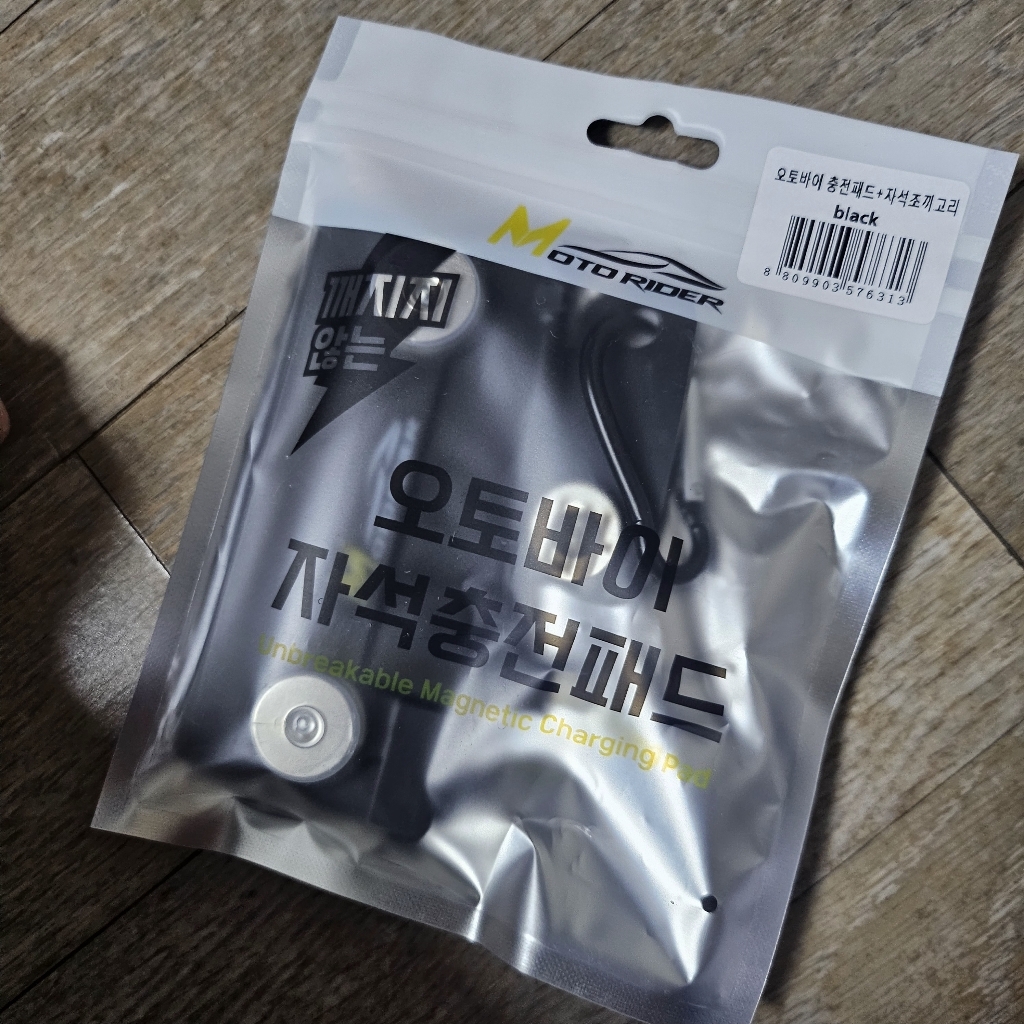 오토바이 충전패드+자석조끼고리
black
8 809903 576313
MOTO RIDER
깨지지
않는
오토바이
자석충전패드
Unbreakable Magnetic Charging Pad